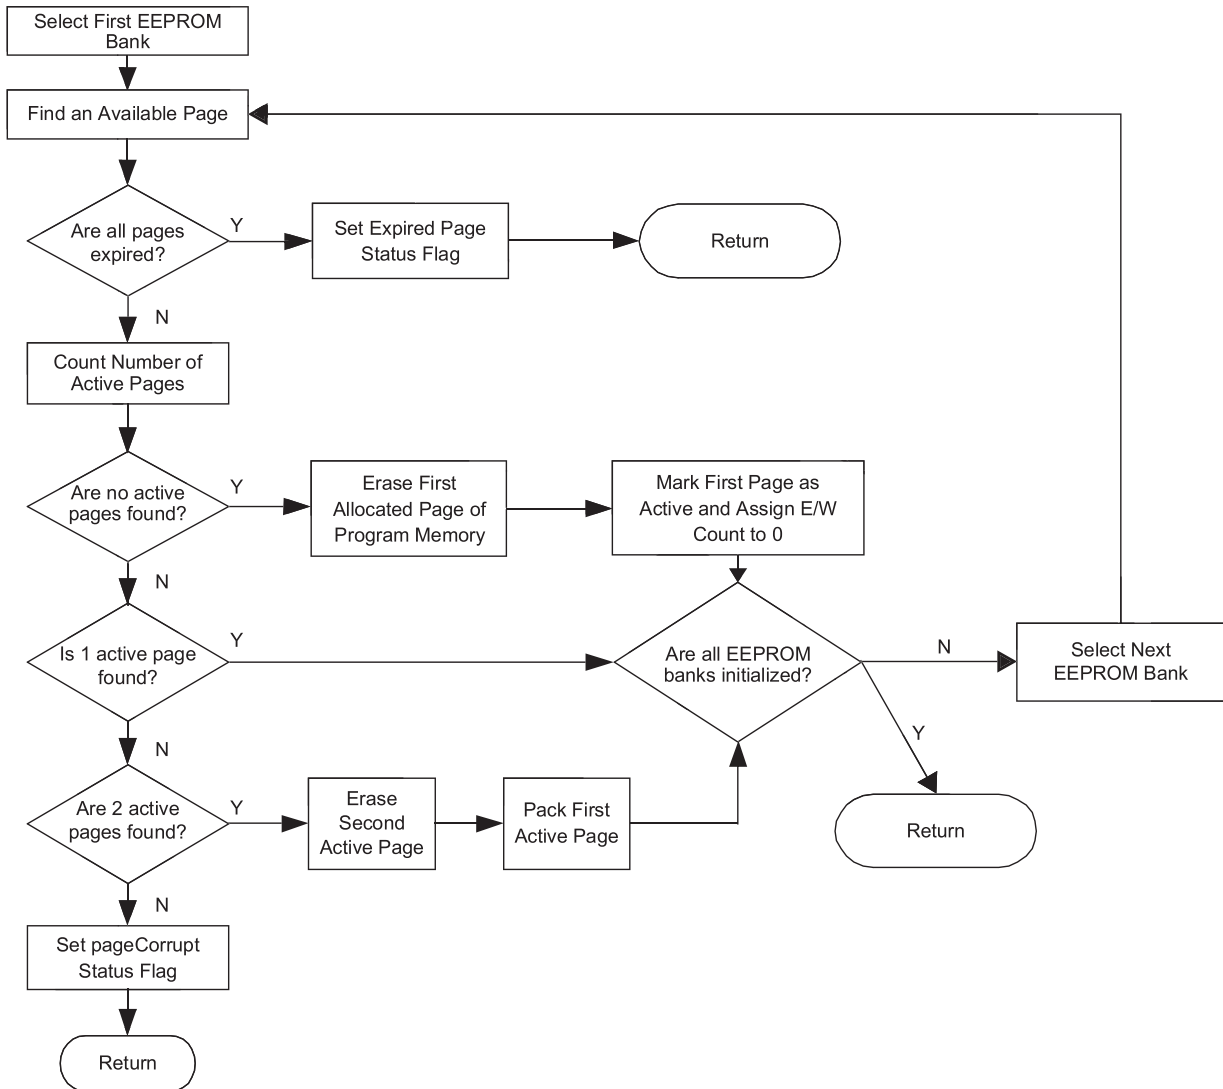 Select First EEPROM
Bank
Find an Available Page
Are all pages
expired?
Y
Set Expired Page
Status Flag
Return
N
Count Number of
Active Pages
Are no active
pages found?
Y
Erase First
Allocated Page of
Program Memory
Mark First Page as
Active and Assign E/W
Count to 0
N
Is 1 active page
found?
Y
Are all EEPROM
banks initialized?
N
Select Next
EEPROM Bank
Y
Return
N
Are 2 active
pages found?
Y
Erase
Second
Active Page
Pack First
Active Page
N
Set pageCorrupt
Status Flag
Return